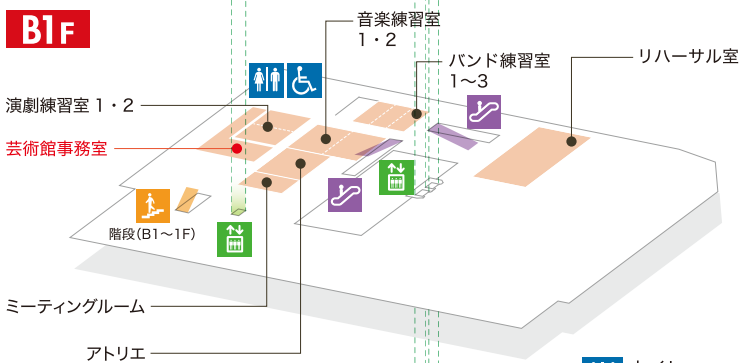 B1F
音楽練習室
1・2
バンド練習室
1〜3
リハーサル室
演劇練習室 1・2
芸術館事務室
階段(B1〜1F)
ミーティングルーム
アトリエ